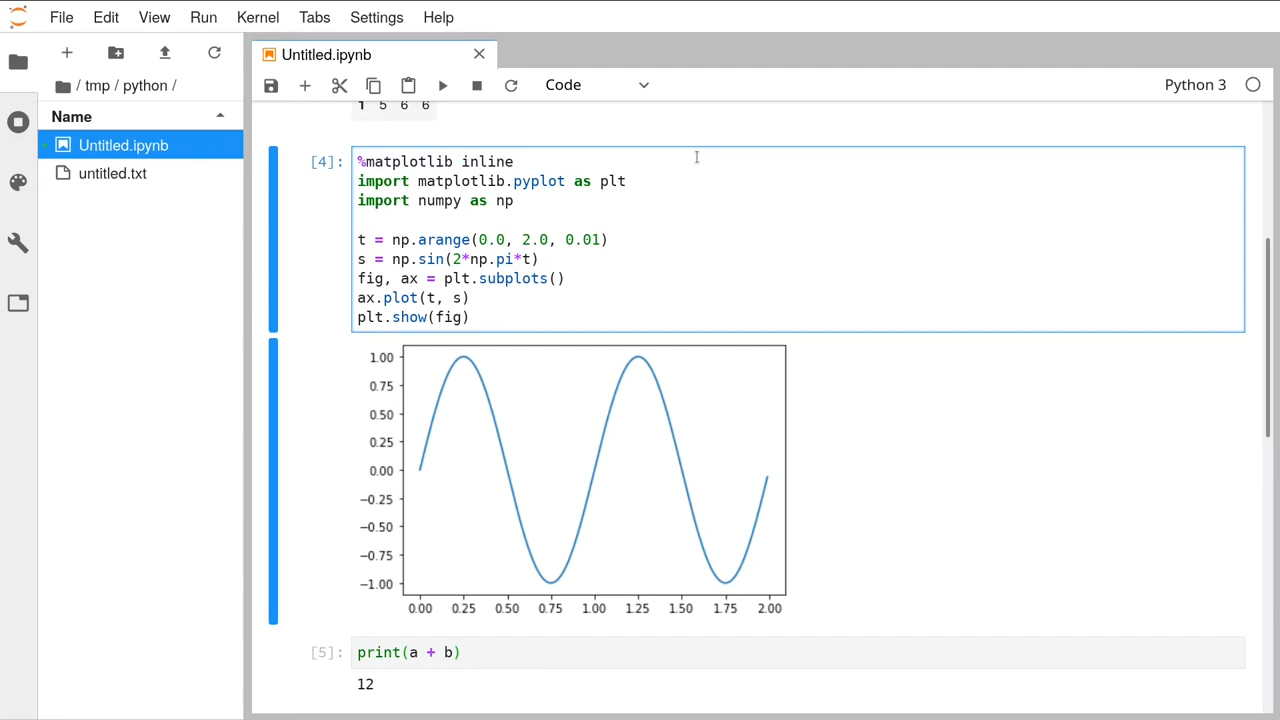 File Edit View Run Kernel Tabs Settings Help
/ tmp / python /
Name
Untitled.ipynb
untitled.txt
Untitled.ipynb
Code
Python 3
1 5 6 6
[4]:
%matplotlib inline
import matplotlib.pyplot as plt
import numpy as np
t = np.arange(0.0, 2.0, 0.01)
s = np.sin(2*np.pi*t)
fig, ax = plt.subplots()
ax.plot(t, s)
plt.show(fig)
1.00
0.75
0.50
0.25
0.00
−0.25
−0.50
−0.75
−1.00
0.00 0.25 0.50 0.75 1.00 1.25 1.50 1.75 2.00
[5]:
print(a + b)
12